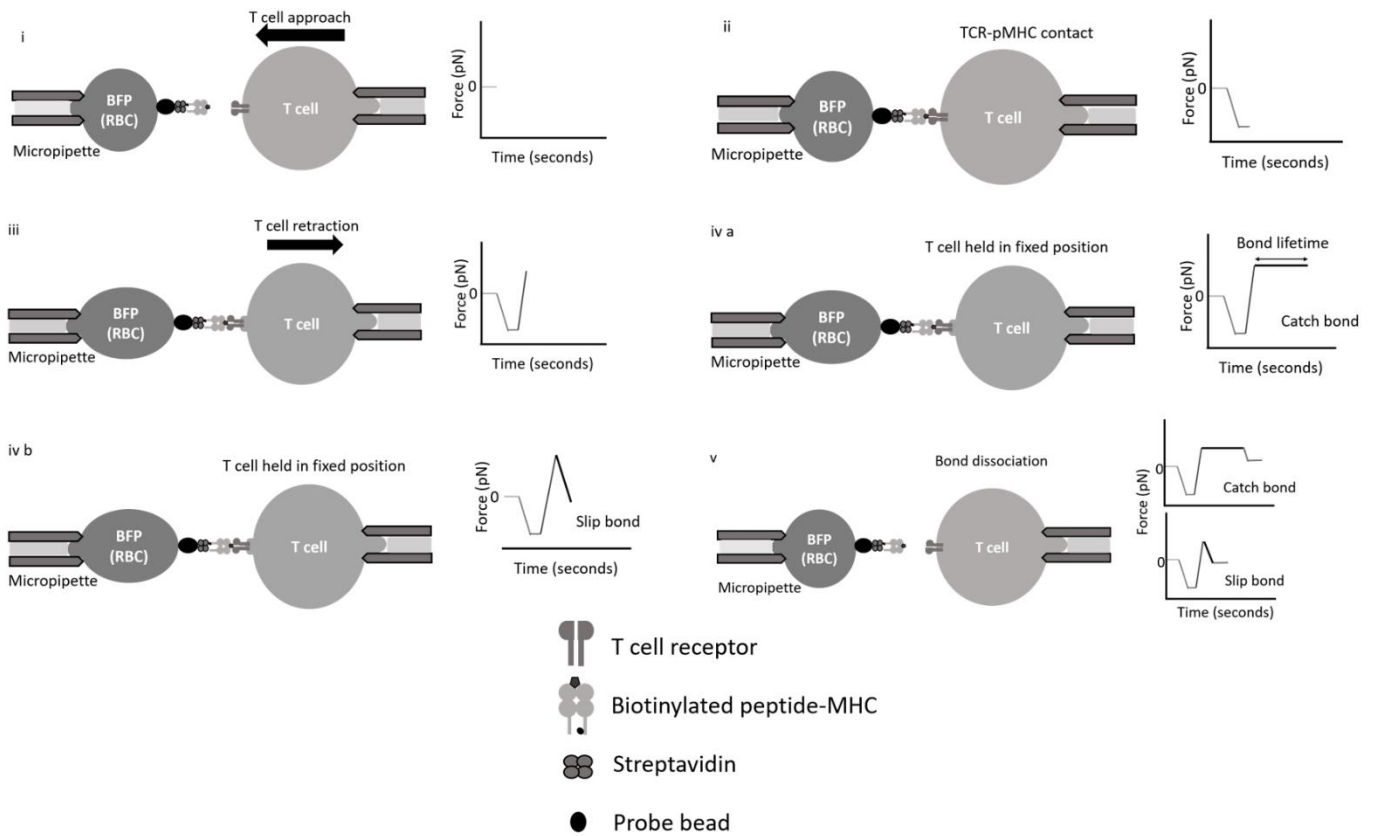 i
T cell approach
BFP
(RBC)
T cell
Micropipette
Force (pN)
0
Time (seconds)
ii
TCR-pMHC contact
BFP
(RBC)
T cell
Micropipette
Force (pN)
0
Time (seconds)
iii
T cell retraction
BFP
(RBC)
T cell
Micropipette
Force (pN)
0
Time (seconds)
iv a
T cell held in fixed position
BFP
(RBC)
T cell
Micropipette
Force (pN)
0
Bond lifetime
Catch bond
Time (seconds)
iv b
T cell held in fixed position
BFP
(RBC)
T cell
Micropipette
Force (pN)
0
Slip bond
Time (seconds)
v
Bond dissociation
BFP
(RBC)
T cell
Micropipette
Force (pN)
0
Catch bond
0
Slip bond
Time (seconds)
T cell receptor
Biotinylated peptide-MHC
Streptavidin
Probe bead